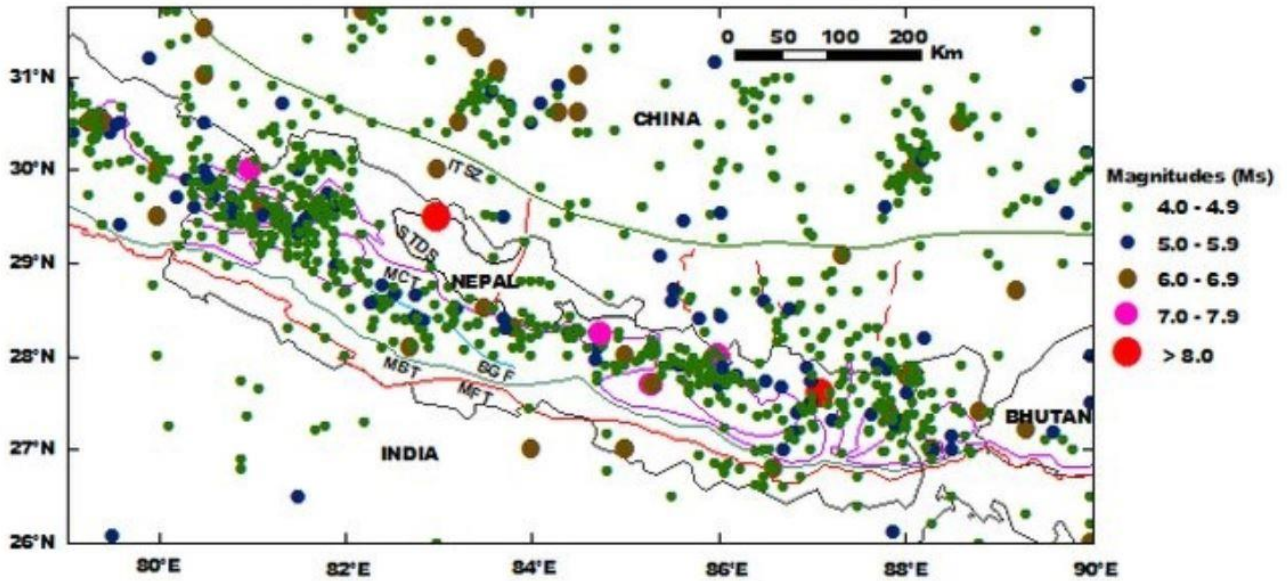 0 50 100 200
Km
31°N
CHINA
30°N
ITSZ
Magnitudes (Ms)
4.0 - 4.9
5.0 - 5.9
6.0 - 6.9
7.0 - 7.9
> 8.0
29°N
STDS
MCT
NEPAL
28°N
MBT
BGF
MFT
BHUTAN
27°N
INDIA
26°N
80°E 82°E 84°E 86°E 88°E 90°E